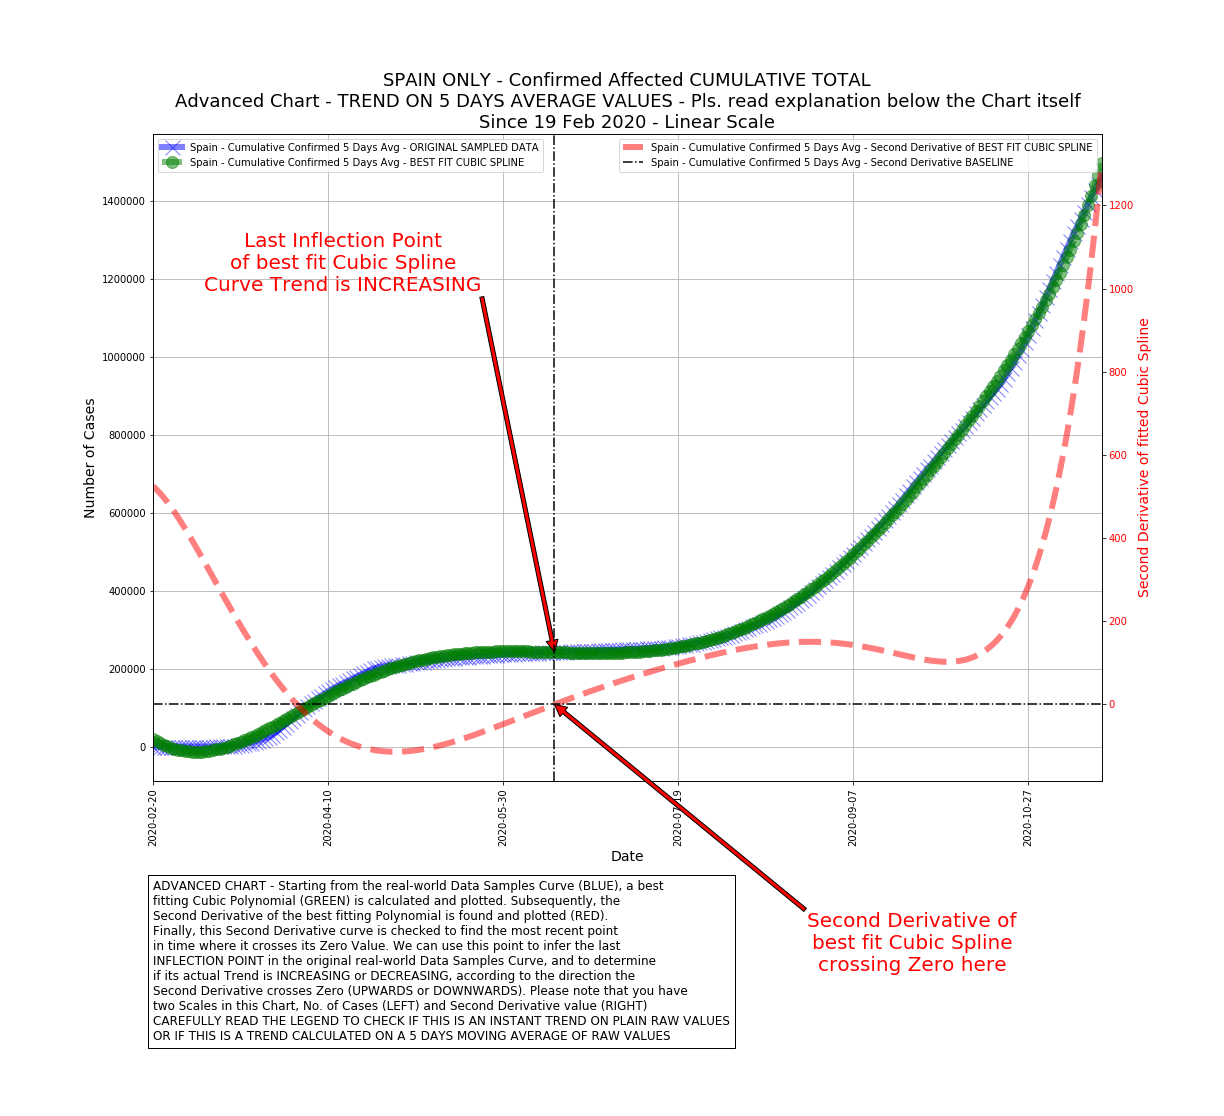 SPAIN ONLY - Confirmed Affected CUMULATIVE TOTAL
Advanced Chart - TREND ON 5 DAYS AVERAGE VALUES - Pls. read explanation below the Chart itself
Since 19 Feb 2020 - Linear Scale
Spain - Cumulative Confirmed 5 Days Avg - ORIGINAL SAMPLED DATA
Spain - Cumulative Confirmed 5 Days Avg - BEST FIT CUBIC SPLINE
Spain - Cumulative Confirmed 5 Days Avg - Second Derivative of BEST FIT CUBIC SPLINE
Spain - Cumulative Confirmed 5 Days Avg - Second Derivative BASELINE
Last Inflection Point
of best fit Cubic Spline
Curve Trend is INCREASING
Number of Cases
1400000
1200000
1000000
800000
600000
400000
200000
0
1200
1000
800
600
400
200
0
Second Derivative of fitted Cubic Spline
2020-02-20
2020-04-10
2020-05-30
2020-07-19
2020-09-07
2020-10-27
Date
Second Derivative of
best fit Cubic Spline
crossing Zero here
ADVANCED CHART - Starting from the real-world Data Samples Curve (BLUE), a best
fitting Cubic Polynomial (GREEN) is calculated and plotted. Subsequently, the
Second Derivative of the best fitting Polynomial is found and plotted (RED).
Finally, this Second Derivative curve is checked to find the most recent point
in time where it crosses its Zero Value. We can use this point to infer the last
INFLECTION POINT in the original real-world Data Samples Curve, and to determine
if its actual Trend is INCREASING or DECREASING, according to the direction the
Second Derivative crosses Zero (UPWARDS or DOWNWARDS). Please note that you have
two Scales in this Chart, No. of Cases (LEFT) and Second Derivative value (RIGHT)
CAREFULLY READ THE LEGEND TO CHECK IF THIS IS AN INSTANT TREND ON PLAIN RAW VALUES
OR IF THIS IS A TREND CALCULATED ON A 5 DAYS MOVING AVERAGE OF RAW VALUES